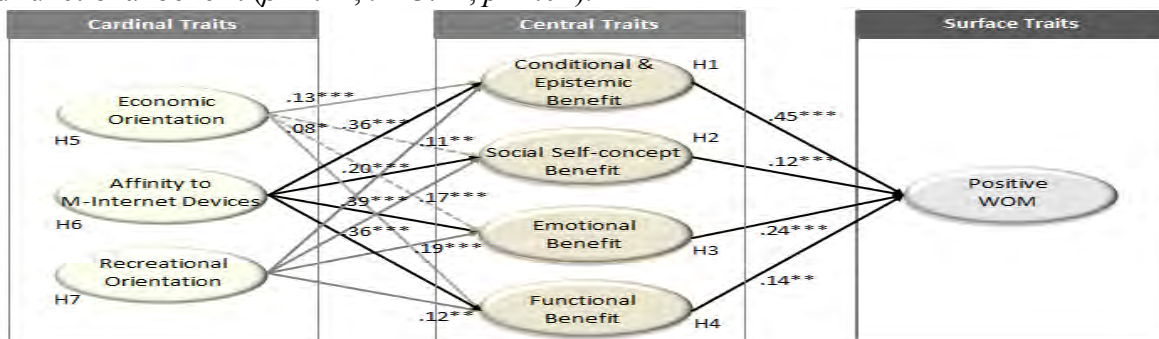 Cardinal Traits
Central Traits
Surface Traits
Economic
Orientation
H5
Affinity to
M-Internet Devices
H6
Recreational
Orientation
H7
.13***
.08*
.36***
.11**
.20***
.39***
.17***
.36***
.19***
.12**
Conditional &
Epistemic
Benefit
H1
Social Self-concept
Benefit
H2
Emotional
Benefit
H3
Functional
Benefit
H4
.45***
.12***
.24***
.14**
Positive
WOM